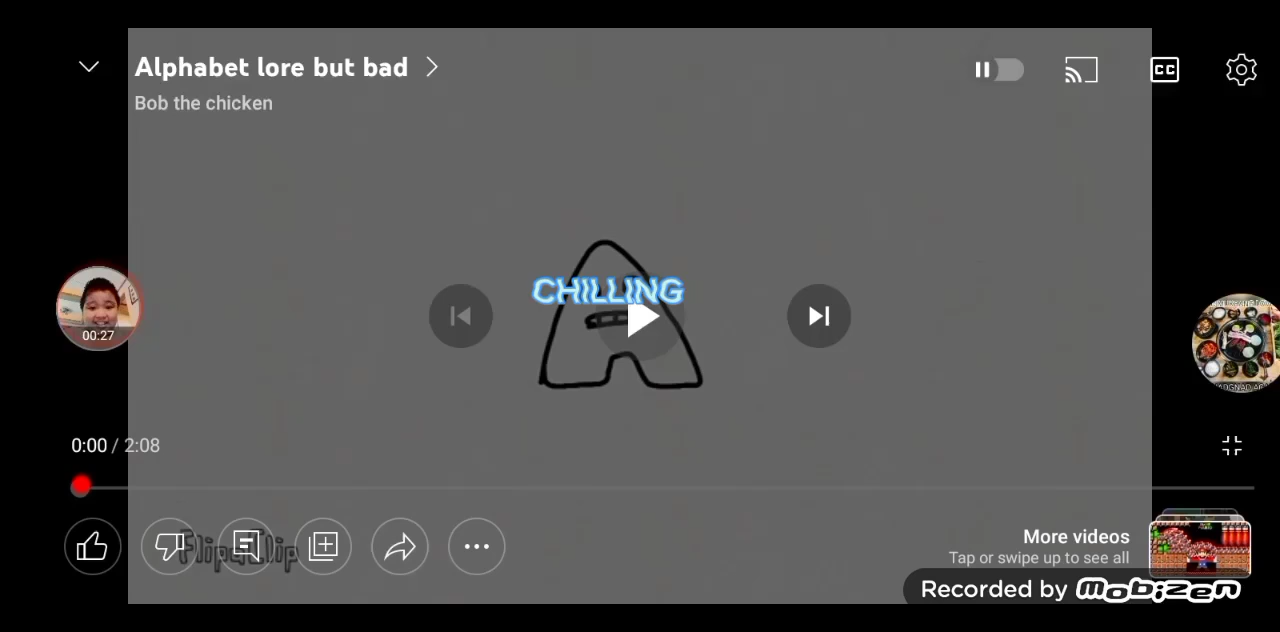 Alphabet lore but bad
Bob the chicken
CC
CHILLING
00:27
0:00 / 2:08
FlipaClip
More videos
Tap or swipe up to see all
Recorded by Mobizen